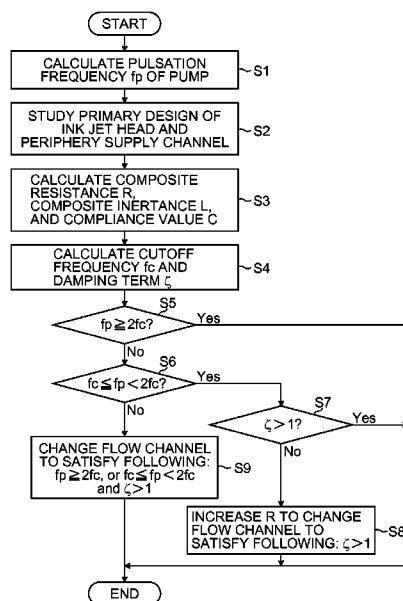 START
CALCULATE PULSATION
FREQUENCY fp OF PUMP
S1
STUDY PRIMARY DESIGN OF
INK JET HEAD AND
PERIPHERY SUPPLY CHANNEL
S2
CALCULATE COMPOSITE
RESISTANCE R,
COMPOSITE INERTANCE L,
AND COMPLIANCE VALUE C
S3
CALCULATE CUTOFF
FREQUENCY fc AND
DAMPING TERM ζ
S4
S5
fp≧2fc?
Yes
No
S6
fc≦fp<2fc?
Yes
No
S7
ζ>1?
Yes
No
CHANGE FLOW CHANNEL
TO SATISFY FOLLOWING:
fp≧2fc, or fc≦fp<2fc
and ζ>1
S9
INCREASE R TO CHANGE
FLOW CHANNEL TO
SATISFY FOLLOWING: ζ>1
S8
END